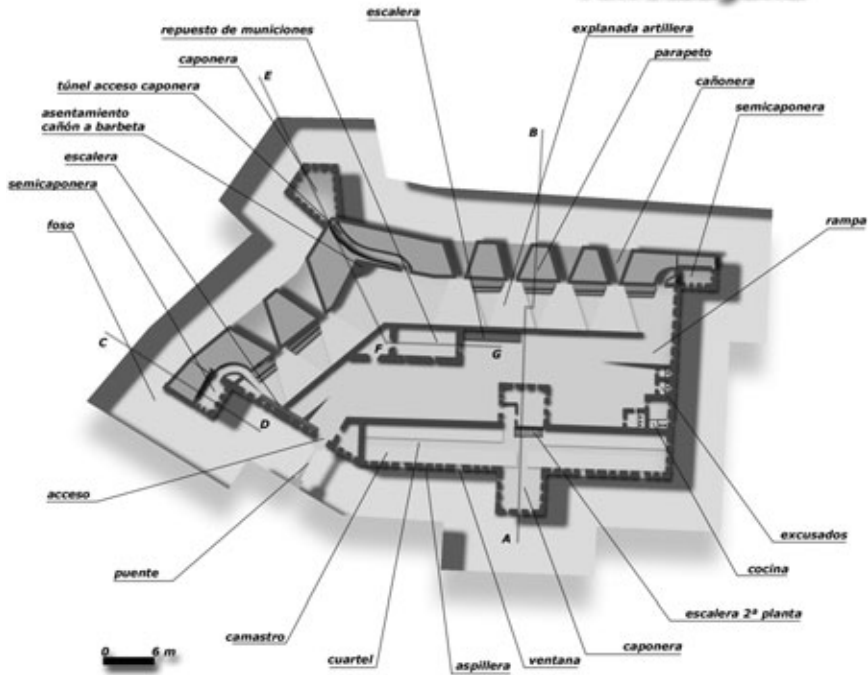 escalera
repuesto de municiones
explanada artillera
caponera
parapeto
E
túnel acceso caponera
cañonera
asentamiento
cañón a barbeta
semicaponera
B
escalera
semicaponera
foso
rampa
C
F
G
D
acceso
A
excusados
puente
cocina
escalera 2ª planta
camastro
caponera
cuartel
aspillera
ventana
0 6 m